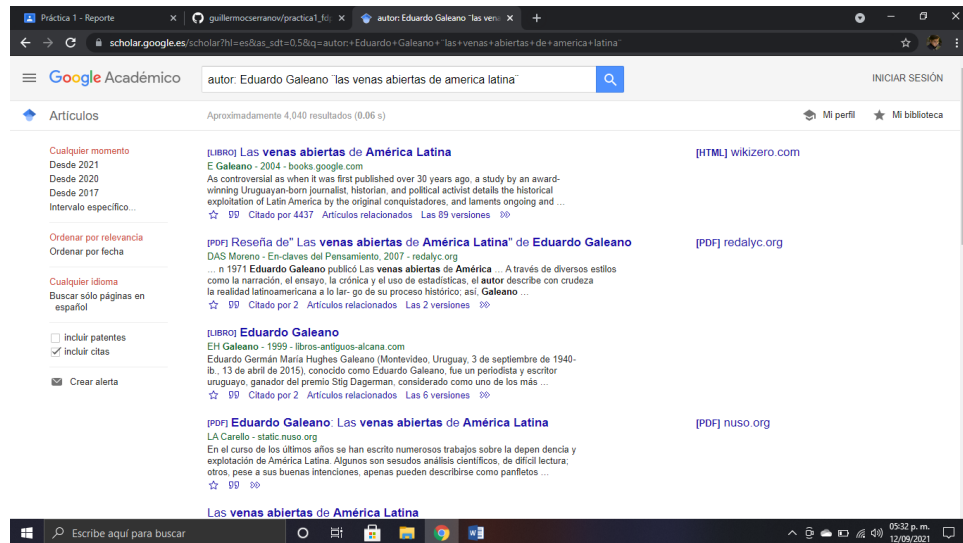 Práctica 1 - Reporte
guillermocserranov/practica1_fd
autor: Eduardo Galeano ¨las vena
scholar.google.es/scholar?hl=es&as_sdt=0,5&q=autor:+Eduardo+Galeano+¨las+venas+abiertas+de+america+latina¨
Google Académico
autor: Eduardo Galeano ¨las venas abiertas de america latina¨
INICIAR SESIÓN
Artículos
Aproximadamente 4,040 resultados (0.06 s)
Mi perfil
Mi biblioteca
Cualquier momento
Desde 2021
Desde 2020
Desde 2017
Intervalo específico...
Ordenar por relevancia
Ordenar por fecha
Cualquier idioma
Buscar sólo páginas en
español
incluir patentes
incluir citas
Crear alerta
[LIBRO] Las venas abiertas de América Latina
E Galeano - 2004 - books.google.com
As controversial as when it was first published over 30 years ago, a study by an award-
winning Uruguayan-born journalist, historian, and political activist details the historical
exploitation of Latin America by the original conquistadores, and laments ongoing and ...
Citado por 4437 Artículos relacionados Las 89 versiones
[HTML] wikizero.com
[PDF] Reseña de" Las venas abiertas de América Latina" de Eduardo Galeano
DAS Moreno - En-claves del Pensamiento, 2007 - redalyc.org
... n 1971 Eduardo Galeano publicó Las venas abiertas de América ... A través de diversos estilos
como la narración, el ensayo, la crónica y el uso de estadísticas, el autor describe con crudeza
la realidad latinoamericana a lo lar- go de su proceso histórico; así, Galeano ...
Citado por 2 Artículos relacionados Las 2 versiones
[PDF] redalyc.org
[LIBRO] Eduardo Galeano
EH Galeano - 1999 - libros-antiguos-alcana.com
Eduardo Germán María Hughes Galeano (Montevideo, Uruguay, 3 de septiembre de 1940-
ib., 13 de abril de 2015), conocido como Eduardo Galeano, fue un periodista y escritor
uruguayo, ganador del premio Stig Dagerman, considerado como uno de los más ...
Citado por 2 Artículos relacionados Las 6 versiones
[PDF] Eduardo Galeano: Las venas abiertas de América Latina
LA Carello - static.nuso.org
En el curso de los últimos años se han escrito numerosos trabajos sobre la depen dencia y
explotación de América Latina. Algunos son sesudos análisis científicos, de difícil lectura;
otros, pese a sus buenas intenciones, apenas pueden describirse como panfletos ...
[PDF] nuso.org
Las venas abiertas de América Latina
Escribe aquí para buscar
05:32 p. m.
12/09/2021